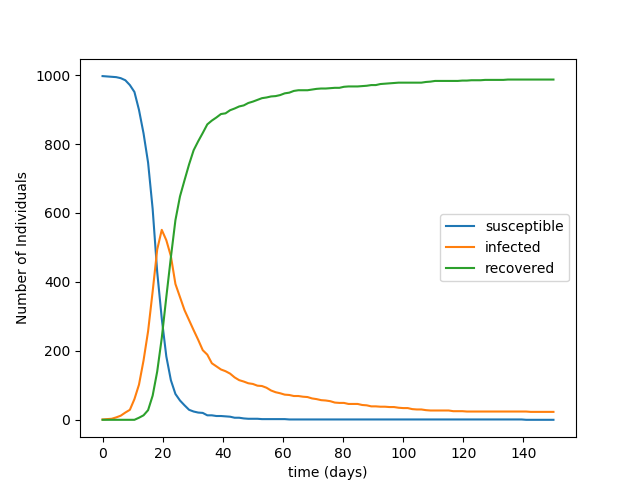 Number of Individuals
1000
800
600
400
200
0
susceptible
infected
recovered
0 20 40 60 80 100 120 140
time (days)